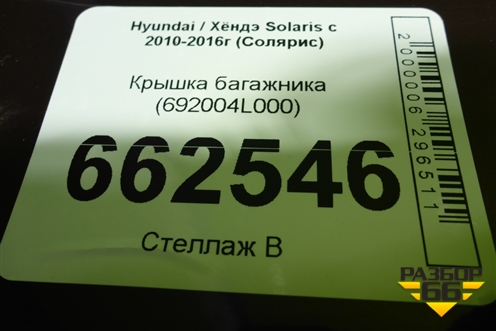 Hyundai / Хёндэ Solaris с
2010-2016г (Солярис)
Крышка багажника
(692004L000)
662546
Стеллаж В
2000006296511
РАЗБОР
66